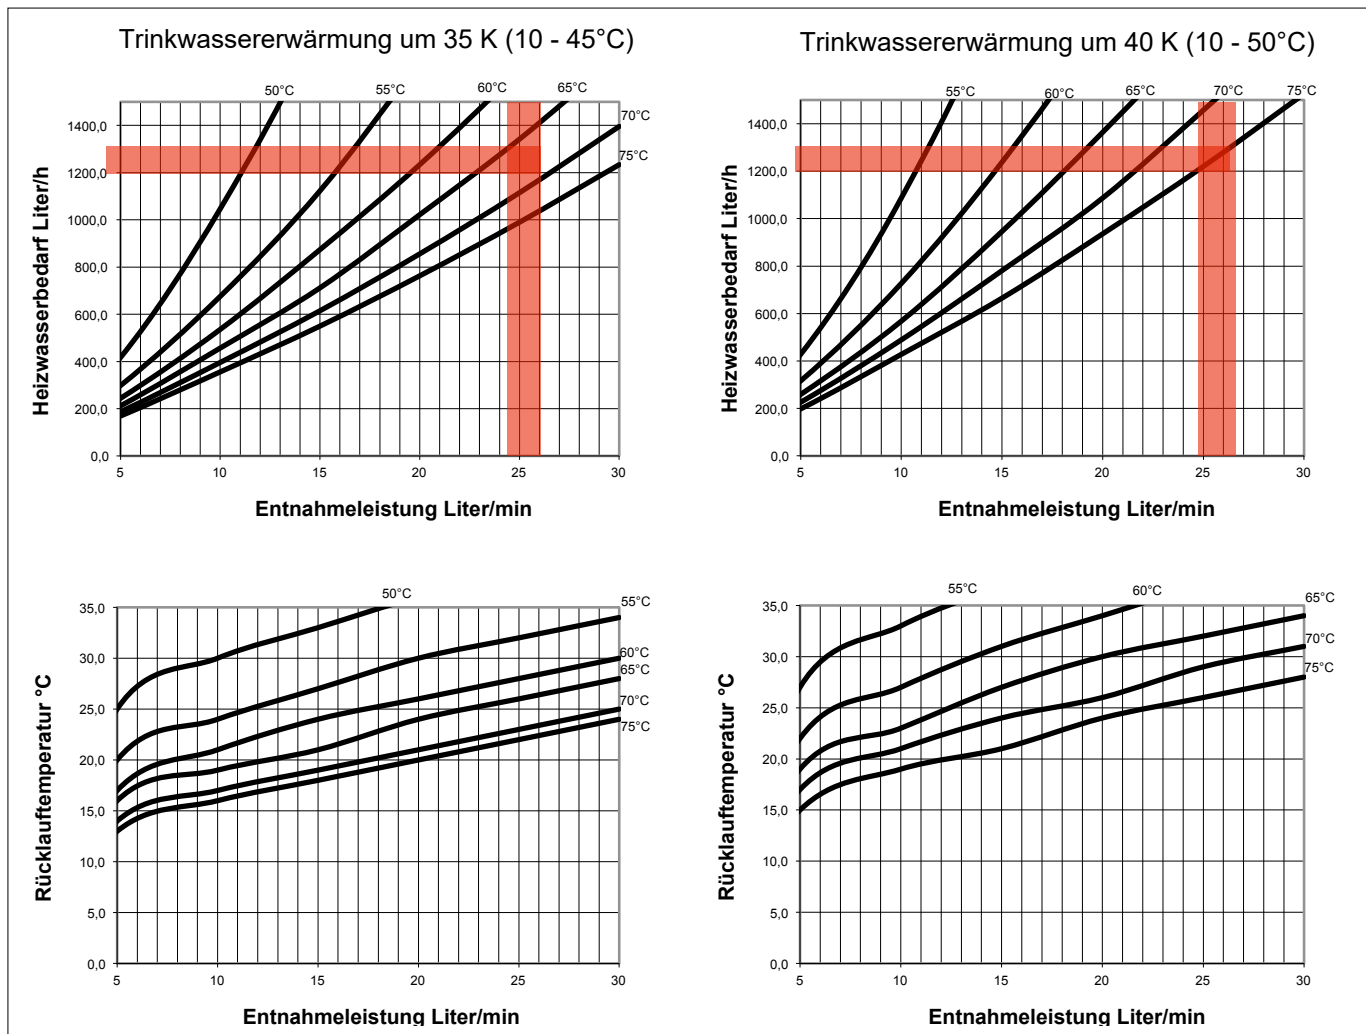 Trinkwassererwärmung um 35 K (10 - 45°C)
Trinkwassererwärmung um 40 K (10 - 50°C)
50°C
55°C
60°C
65°C
70°C
75°C
1400,0
1200,0
1000,0
800,0
600,0
400,0
200,0
0,0
Heizwasserbedarf Liter/h
5
10
15
20
25
30
Entnahmeleistung Liter/min
55°C
60°C
65°C
70°C
75°C
1400,0
1200,0
1000,0
800,0
600,0
400,0
200,0
0,0
Heizwasserbedarf Liter/h
5
10
15
20
25
30
Entnahmeleistung Liter/min
50°C
55°C
60°C
65°C
70°C
75°C
35,0
30,0
25,0
20,0
15,0
10,0
5,0
0,0
Rücklauftemperatur °C
5
10
15
20
25
30
Entnahmeleistung Liter/min
55°C
60°C
65°C
70°C
75°C
35,0
30,0
25,0
20,0
15,0
10,0
5,0
0,0
Rücklauftemperatur °C
5
10
15
20
25
30
Entnahmeleistung Liter/min